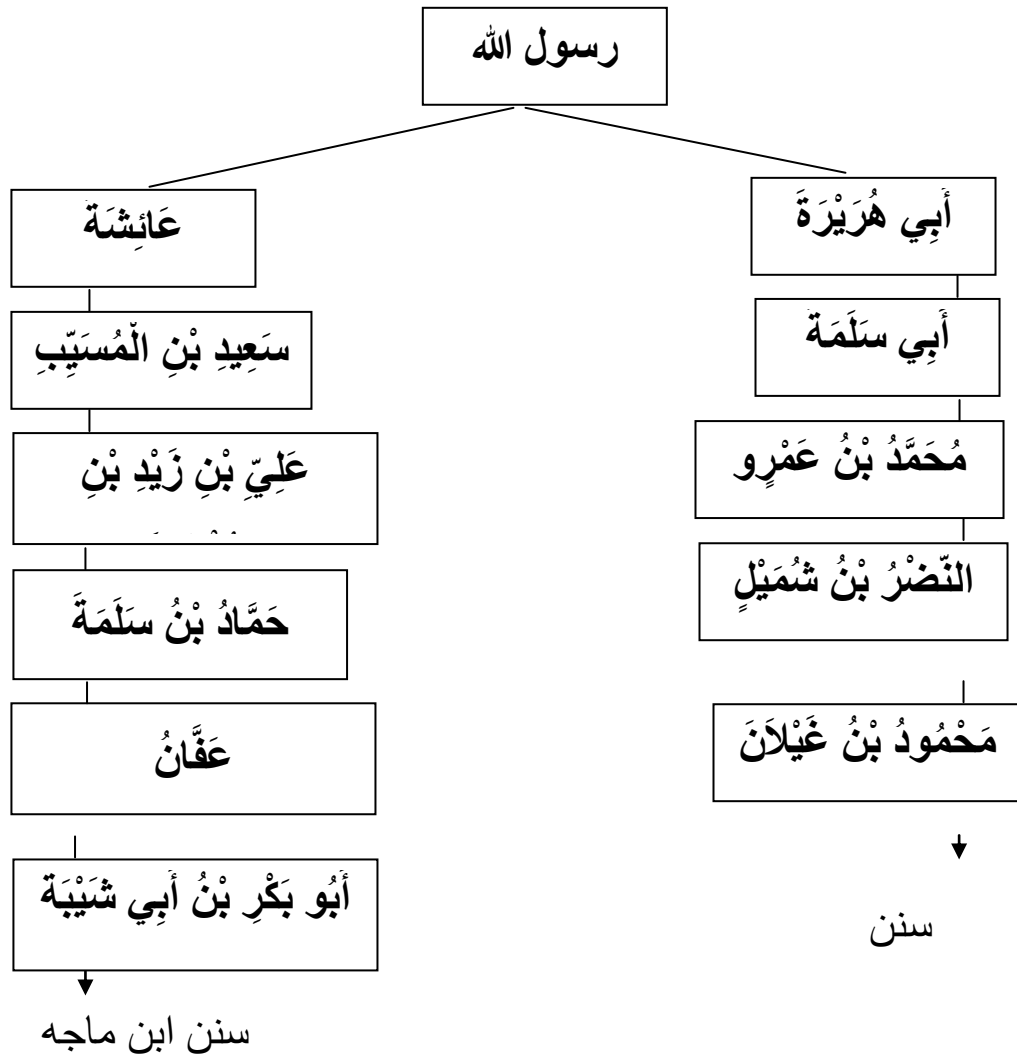 رسول الله
أَبِي هُرَيْرَةَ
عَائِشَةَ
أَبِي سَلَمَةَ
سَعِيدِ بْنِ الْمُسَيِّبِ
مُحَمَّدُ بْنُ عَمْرٍو
عَلِيِّ بْنِ زَيْدِ بْنِ
النَّضْرُ بْنُ شُمَيْلٍ
حَمَّادُ بْنُ سَلَمَةَ
مَحْمُودُ بْنُ غَيْلاَنَ
عَفَّانُ
أَبُو بَكْرِ بْنُ أَبِي شَيْبَةَ
سنن
سنن ابن ماجه